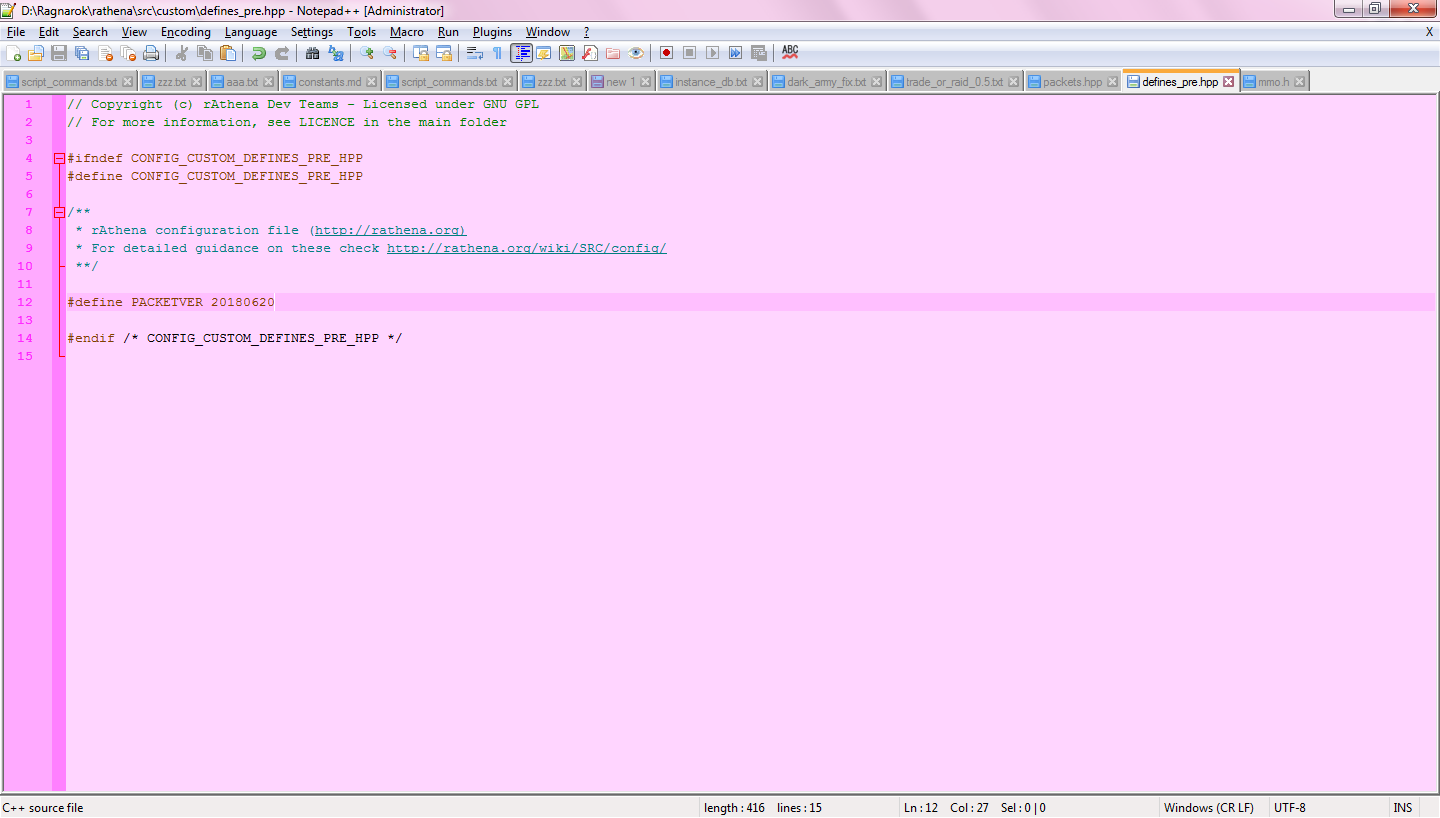 D:\Ragnarok\rathena\src\custom\defines_pre.hpp - Notepad++ [Administrator]
File Edit Search View Encoding Language Settings Tools Macro Run Plugins Window ? X
ABC
script_commands.txt zzz.txt aaa.txt constants.md script_commands.txt zzz.txt new 1 instance_db.txt dark_army_fix.txt trade_or_raid_0.5.txt packets.hpp defines_pre.hpp mmo.h
1 // Copyright (c) rAthena Dev Teams - Licensed under GNU GPL
2 // For more information, see LICENCE in the main folder
3
4 #ifndef CONFIG_CUSTOM_DEFINES_PRE_HPP
5 #define CONFIG_CUSTOM_DEFINES_PRE_HPP
6
7 /**
8 * rAthena configuration file (http://rathena.org)
9 * For detailed guidance on these check http://rathena.org/wiki/SRC/config/
10 **/
11
12 #define PACKETVER 20180620
13
14 #endif /* CONFIG_CUSTOM_DEFINES_PRE_HPP */
15
C++ source file length : 416 lines : 15 Ln : 12 Col : 27 Sel : 0 | 0 Windows (CR LF) UTF-8 INS